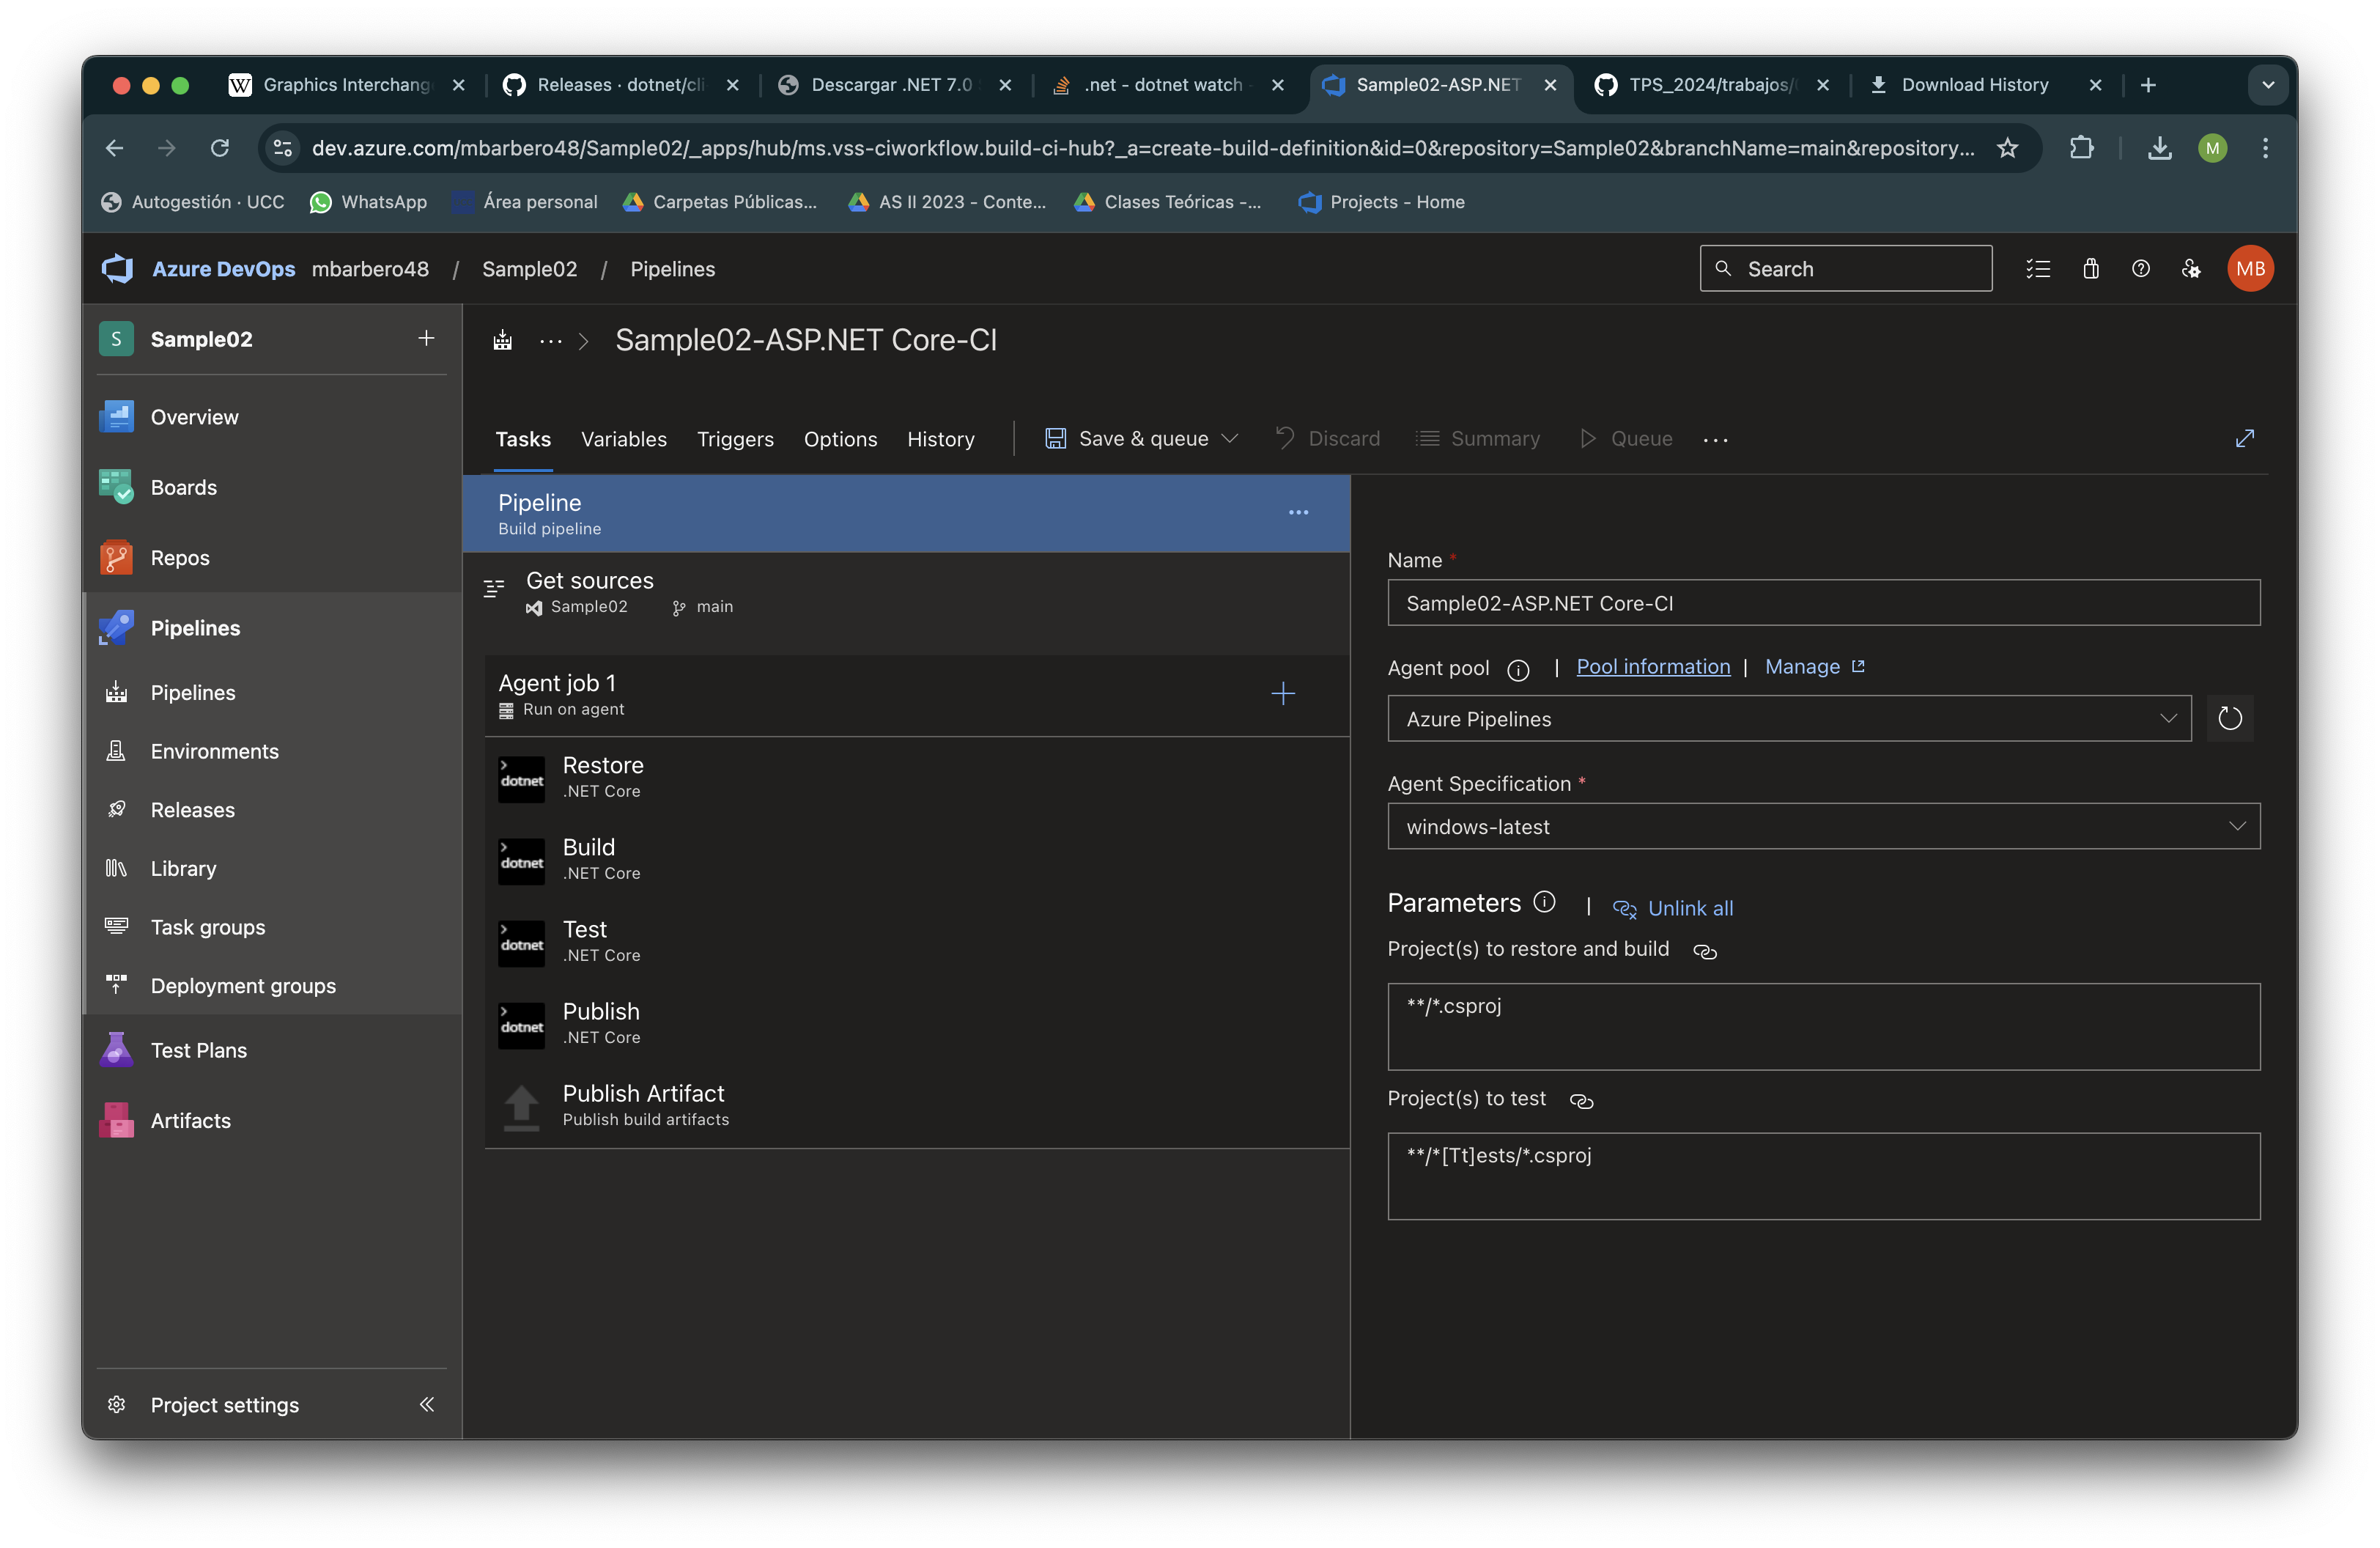 Graphics Interchang
Releases · dotnet/cli
Descargar .NET 7.0
.net - dotnet watch
Sample02-ASP.NET
TPS_2024/trabajos/
Download History
dev.azure.com/mbarbero48/Sample02/_apps/hub/ms.vss-ciworkflow.build-ci-hub?_a=create-build-definition&id=0&repository=Sample02&branchName=main&repository...
M
Autogestión · UCC
WhatsApp
Área personal
Carpetas Públicas...
AS II 2023 - Conte...
Clases Teóricas -...
Projects - Home
Azure DevOps mbarbero48 / Sample02 / Pipelines
Search
MB
S Sample02
Overview
Boards
Repos
Pipelines
Pipelines
Environments
Releases
Library
Task groups
Deployment groups
Test Plans
Artifacts
Project settings
... > Sample02-ASP.NET Core-CI
Tasks Variables Triggers Options History
Save & queue Discard Summary Queue ...
Pipeline
Build pipeline
Get sources
Sample02 main
Agent job 1
Run on agent
dotnet
Restore
.NET Core
dotnet
Build
.NET Core
dotnet
Test
.NET Core
dotnet
Publish
.NET Core
Publish Artifact
Publish build artifacts
Name *
Sample02-ASP.NET Core-CI
Agent pool | Pool information | Manage
Azure Pipelines
Agent Specification *
windows-latest
Parameters | Unlink all
Project(s) to restore and build
**/*.csproj
Project(s) to test
**/*[Tt]ests/*.csproj